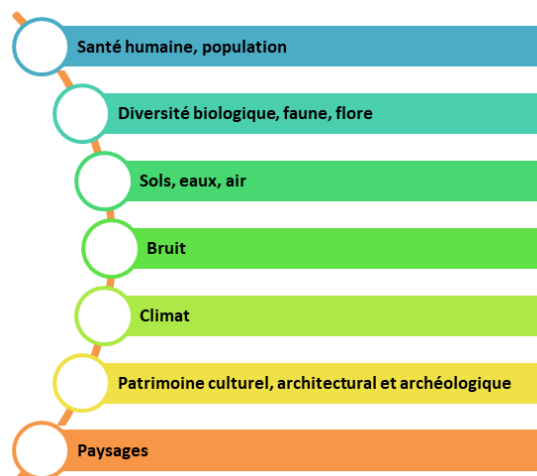 Santé humaine, population
Diversité biologique, faune, flore
Sols, eaux, air
Bruit
Climat
Patrimoine culturel, architectural et archéologique
Paysages